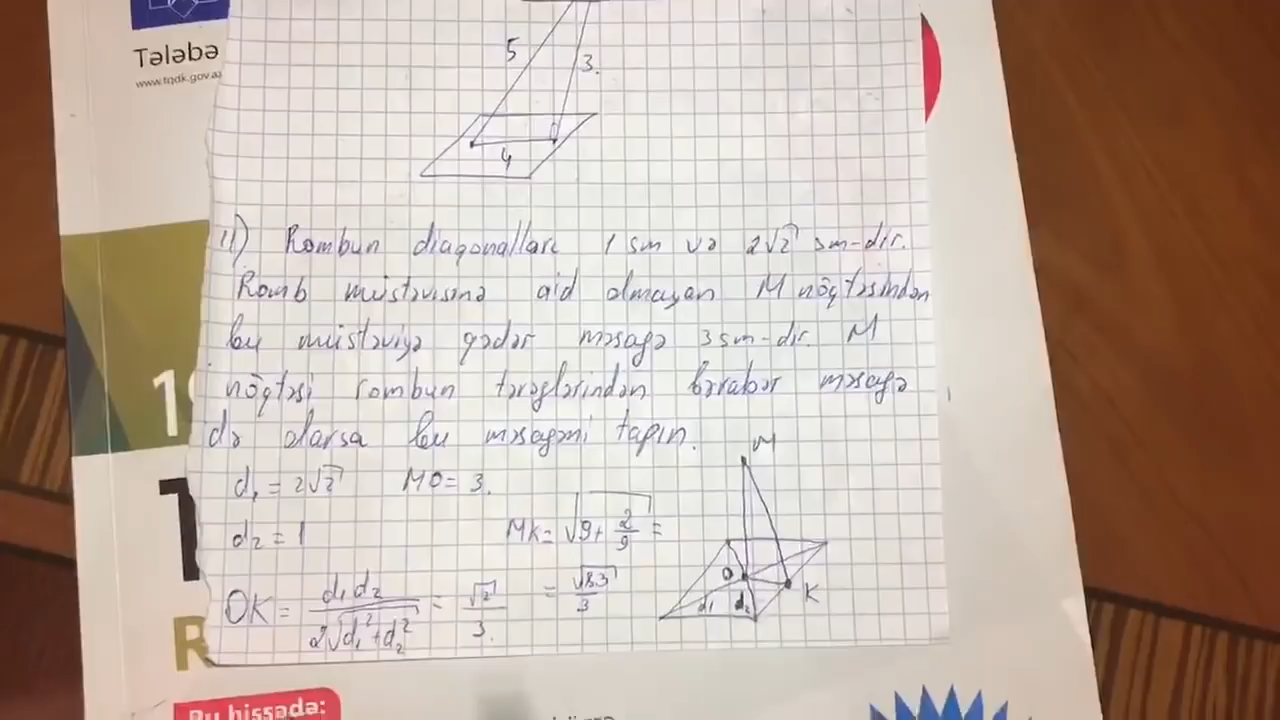 Tələbə
www.tqdk.gov.az
5
3.
4
11) Rombun diaqonalları 1 sm və 2√2 sm-dir.
Romb müstəvisinə aid olmayan M nöqtəsindən
bu müstəviyə qədər məsafə 3 sm-dir. M
nöqtəsi rombun tərəflərindən bərabər məsafə
də olarsa bu məsafəni tapın.
M
d₁ = 2√2 MO = 3.
d₂ = 1 MK = √9 + 2/9 =
OK = d₁d₂ / 2√d₁² + d₂² = √2 / 3. = √83 / 3
O
K
d₁ d₂
Bu hissədə: